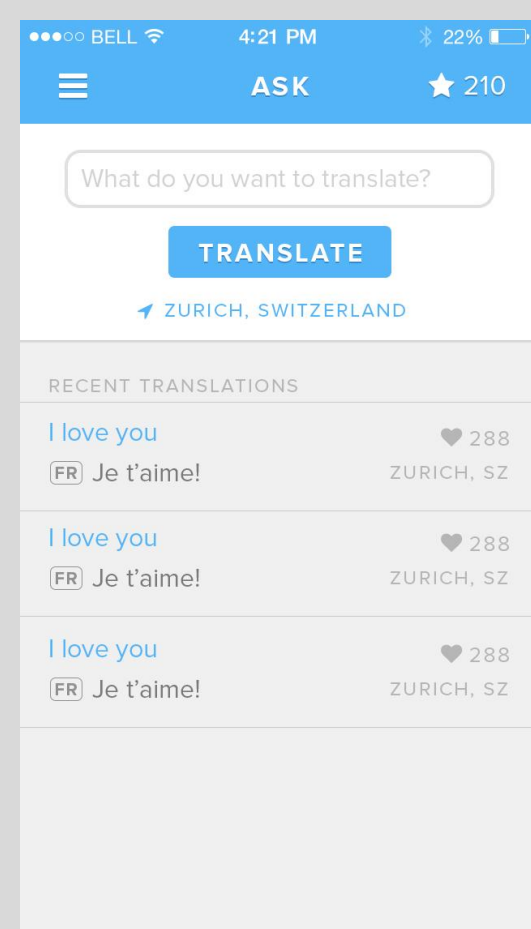 BELL 4:21 PM 22%
ASK 210
What do you want to translate?
TRANSLATE
ZURICH, SWITZERLAND
RECENT TRANSLATIONS
I love you 288
FR Je t’aime! ZURICH, SZ
I love you 288
FR Je t’aime! ZURICH, SZ
I love you 288
FR Je t’aime! ZURICH, SZ